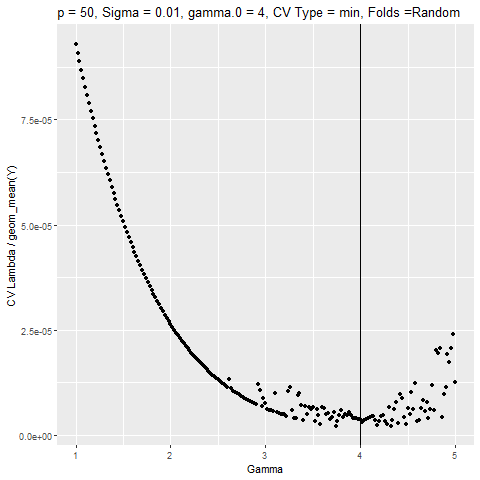 p = 50, Sigma = 0.01, gamma.0 = 4, CV Type = min, Folds =Random
CV Lambda / geom_mean(Y)
7.5e-05
5.0e-05
2.5e-05
0.0e+00
1
2
3
4
5
Gamma